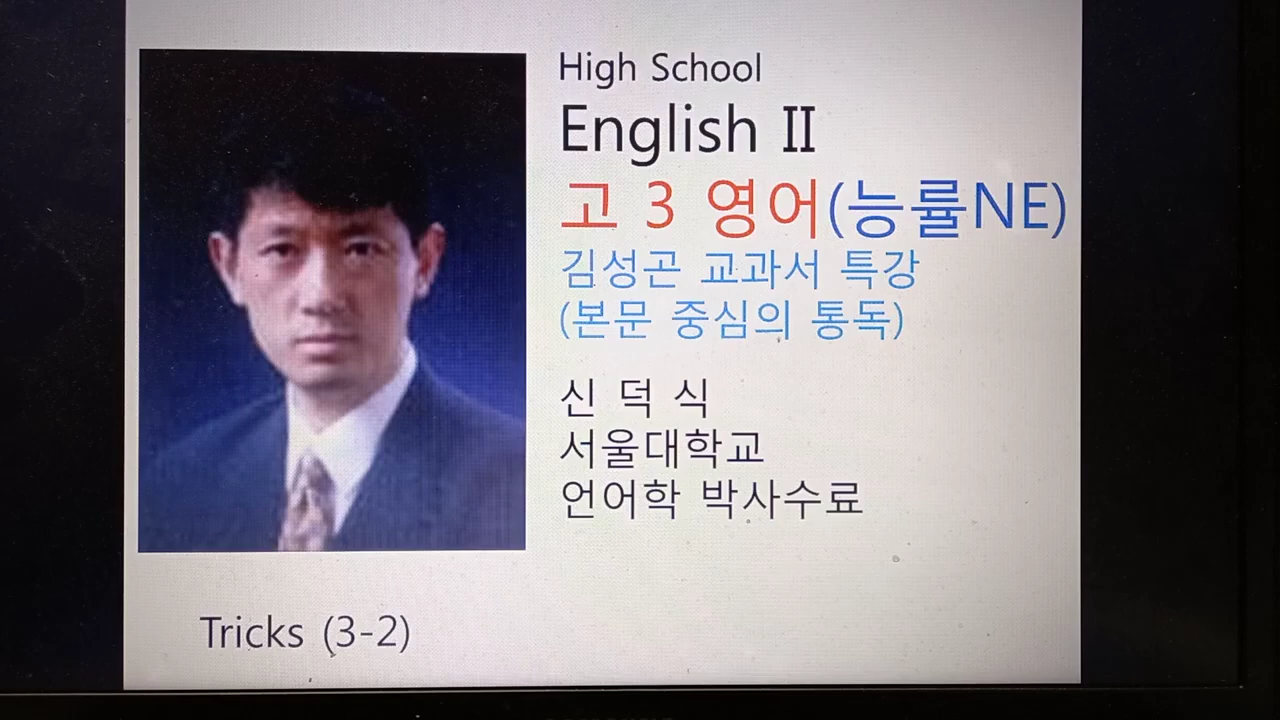 High School
English II
고 3 영어(능률NE)
김성곤 교과서 특강
(본문 중심의 통독)
신 덕 식
서울대학교
언어학 박사수료
Tricks (3-2)